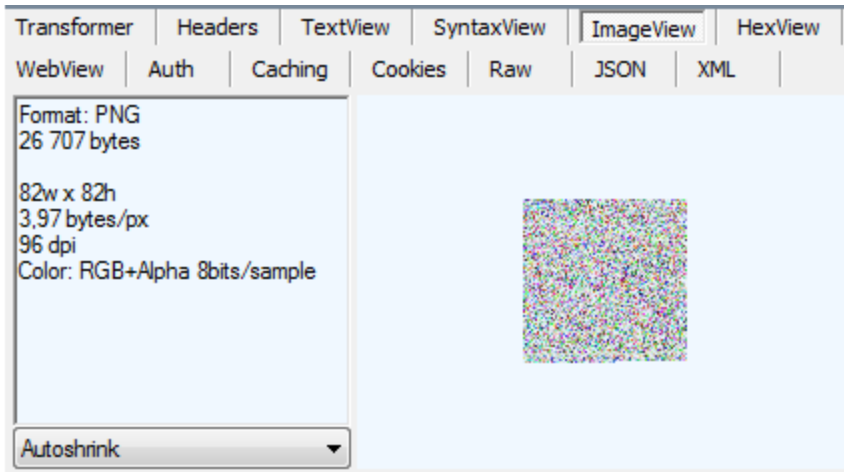 Transformer Headers TextView SyntaxView ImageView HexView
WebView Auth Caching Cookies Raw JSON XML
Format: PNG
26 707 bytes
82w x 82h
3,97 bytes/px
96 dpi
Color: RGB+Alpha 8bits/sample
Autoshrink